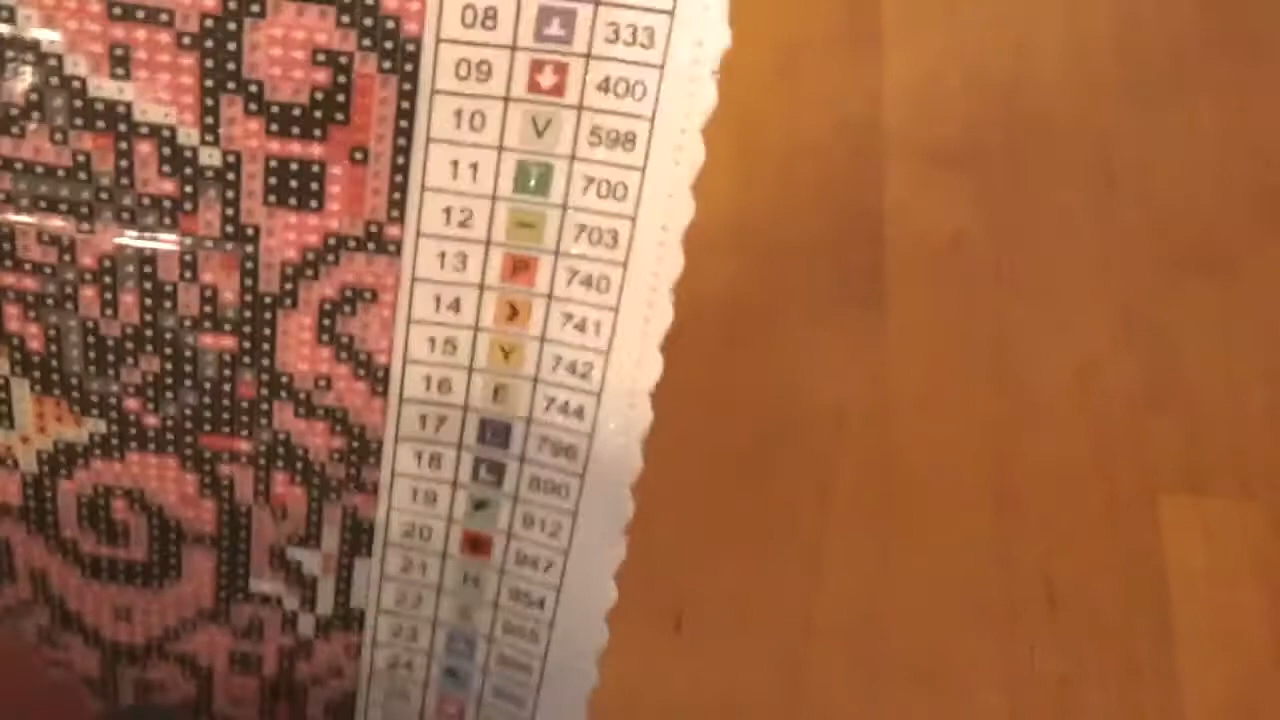 08 ⊥ 333
09 400
10 V 598
11 T 700
12 – 703
13 P 740
14 741
15 Y 742
16 E 744
17 796
18 L 890
19 912
20 947
21 H 954
22
23
24